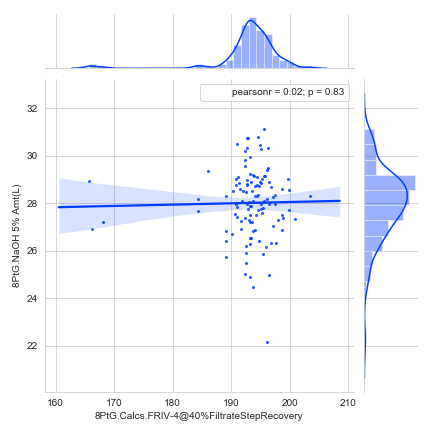 pearsonr = 0.02; p = 0.83
32
30
28
26
24
22
8PtG.NaOH 5% Amt(L)
160 170 180 190 200 210
8PtG.Calcs.FRIV-4@40%FiltrateStepRecovery